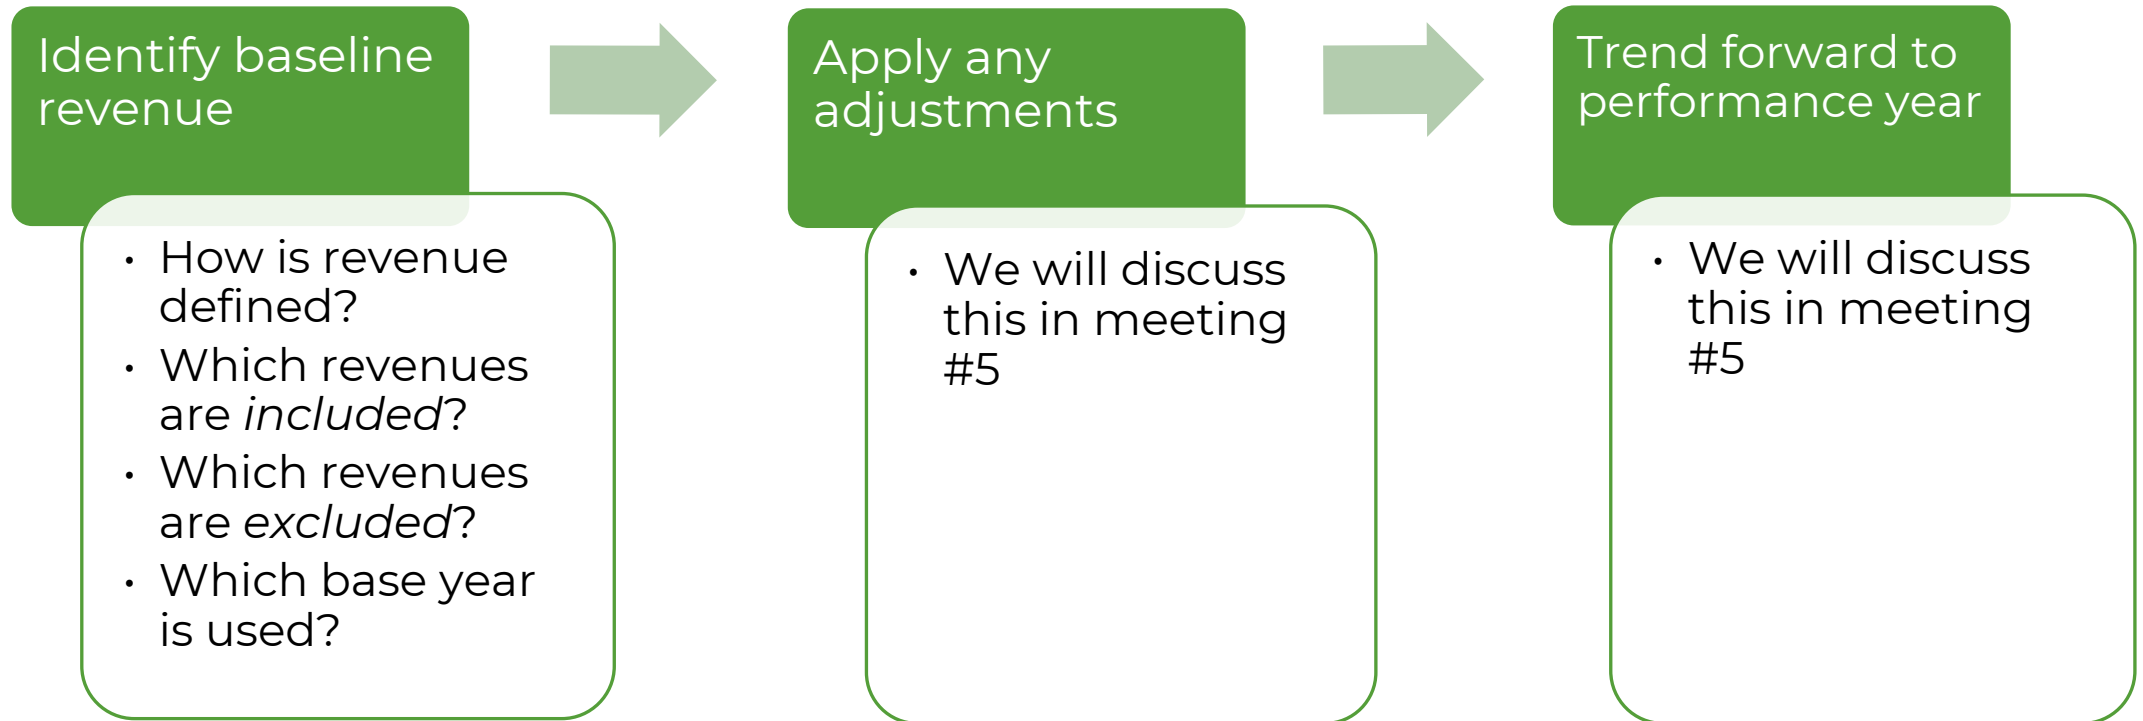 Identify baseline
revenue
• How is revenue
defined?
• Which revenues
are included?
• Which revenues
are excluded?
• Which base year
is used?
Apply any
adjustments
• We will discuss
this in meeting
#5
Trend forward to
performance year
• We will discuss
this in meeting
#5